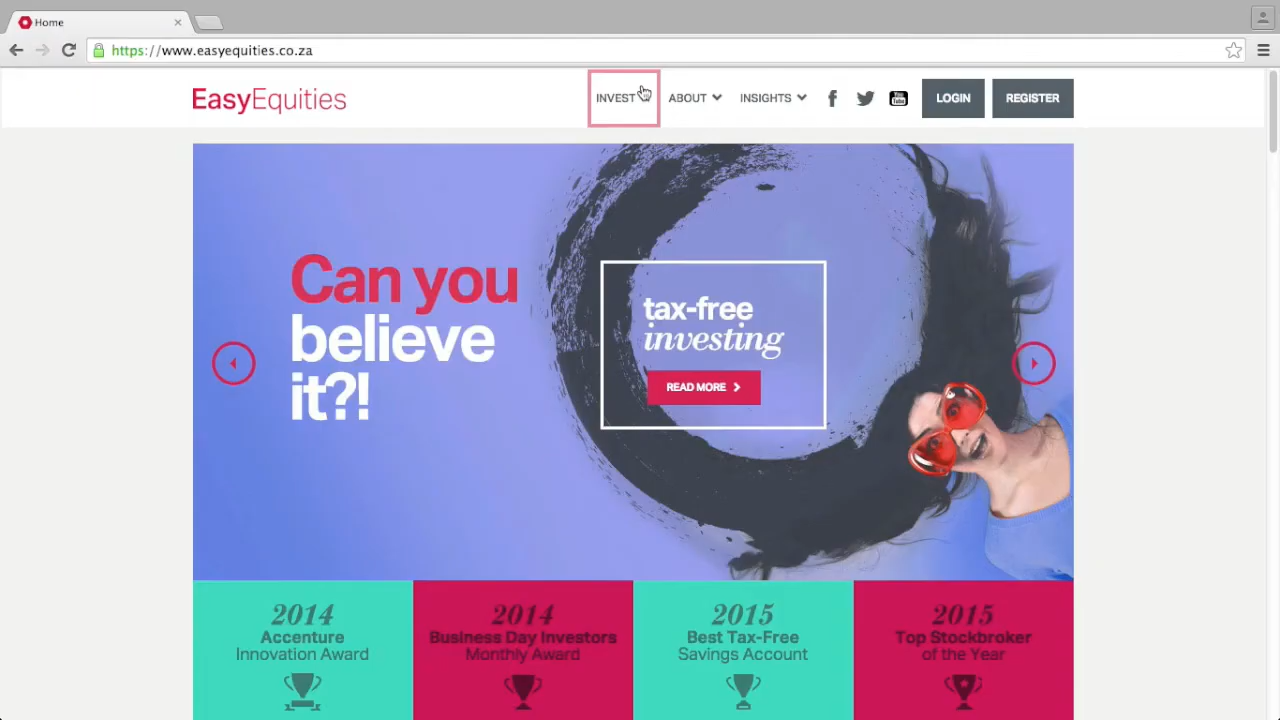 Home
https://www.easyequities.co.za
EasyEquities
INVEST
ABOUT
INSIGHTS
You Tube
LOGIN
REGISTER
Can you
believe
it?!
tax-free
investing
READ MORE
2014
Accenture
Innovation Award
2014
Business Day Investors
Monthly Award
2015
Best Tax-Free
Savings Account
2015
Top Stockbroker
of the Year